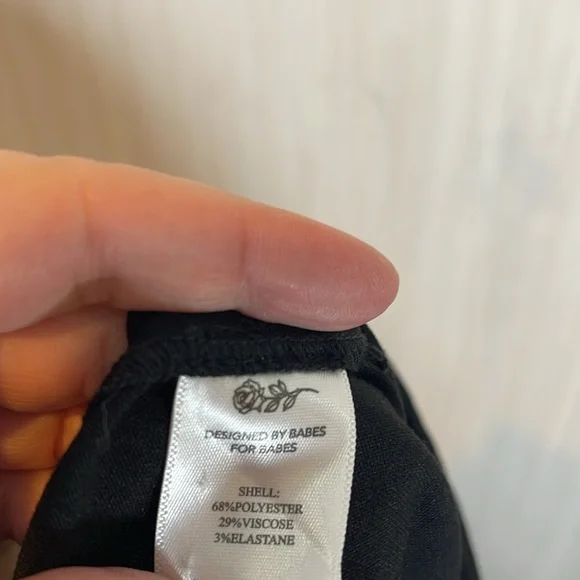 DESIGNED BY BABES
FOR BABES
SHELL:
68%POLYESTER
29%VISCOSE
3%ELASTANE